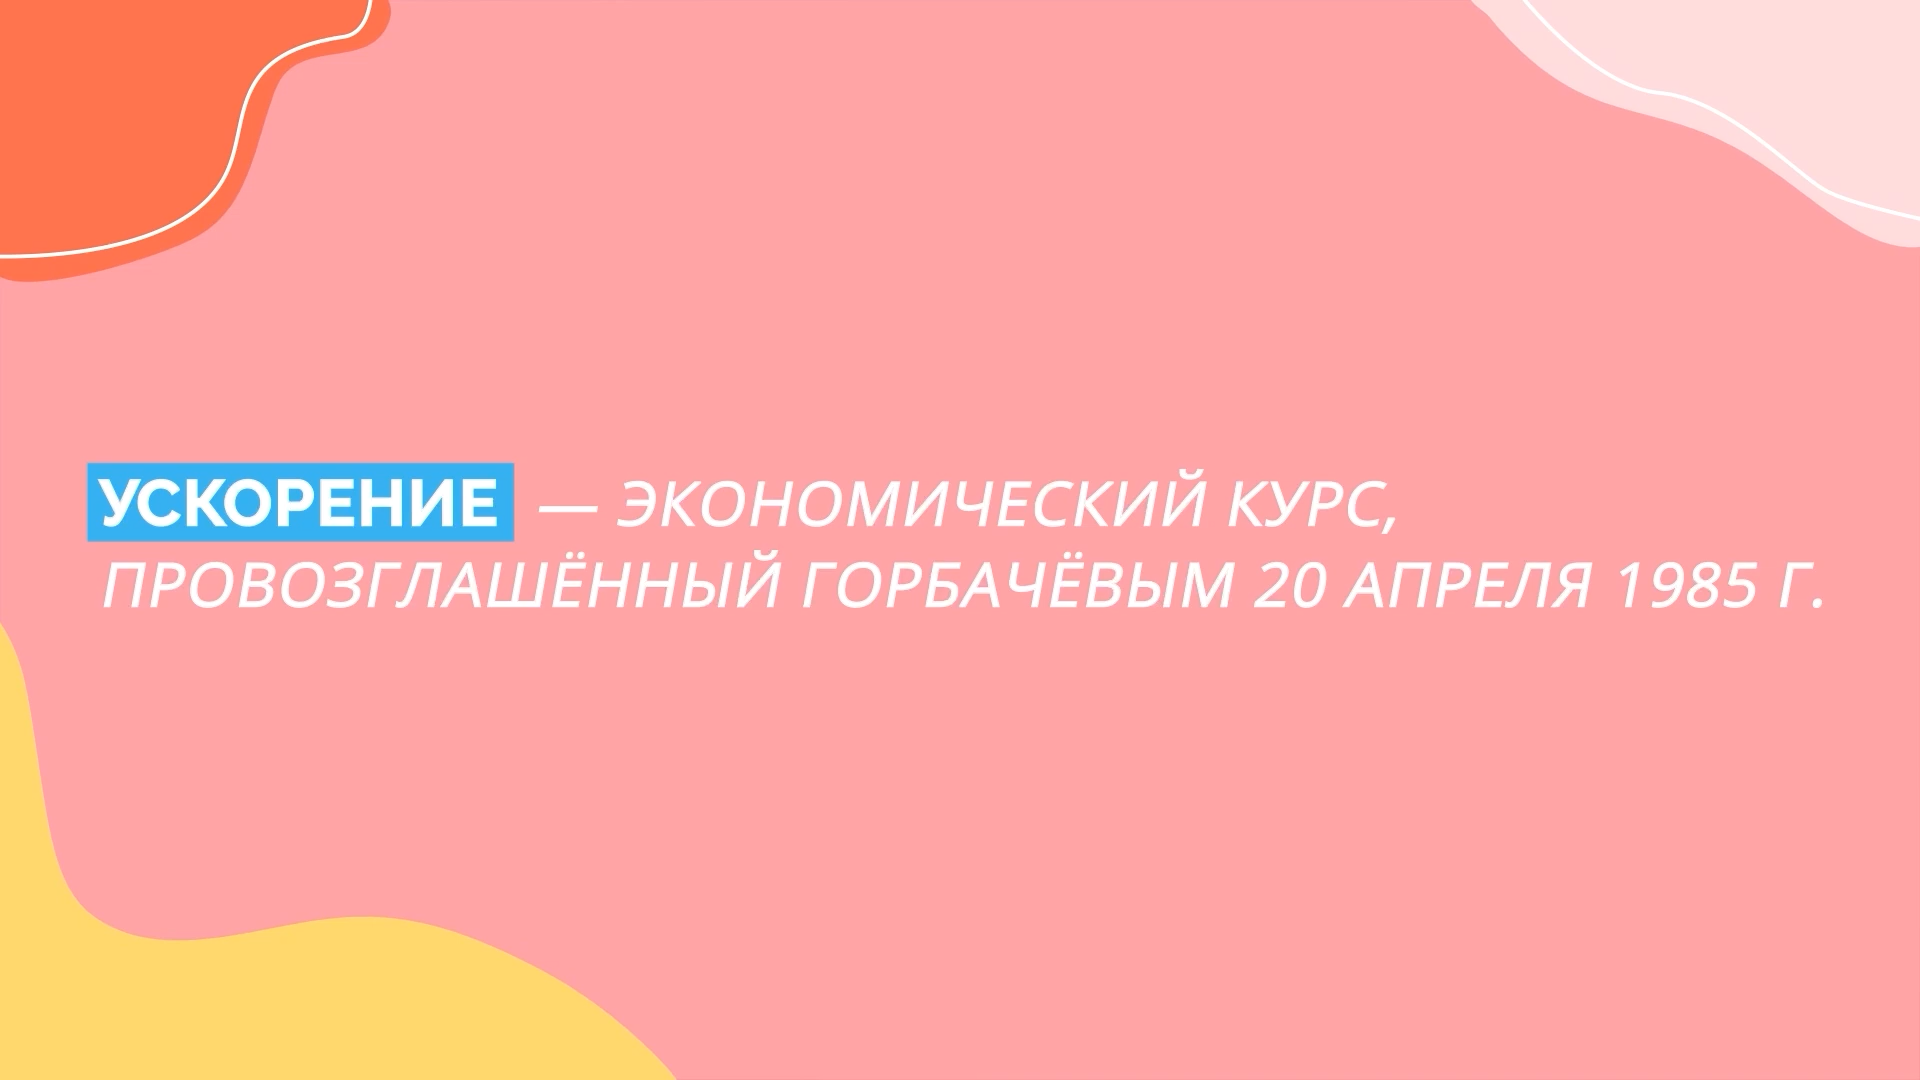 УСКОРЕНИЕ — ЭКОНОМИЧЕСКИЙ КУРС,
ПРОВОЗГЛАШЁННЫЙ ГОРБАЧЁВЫМ 20 АПРЕЛЯ 1985 Г.